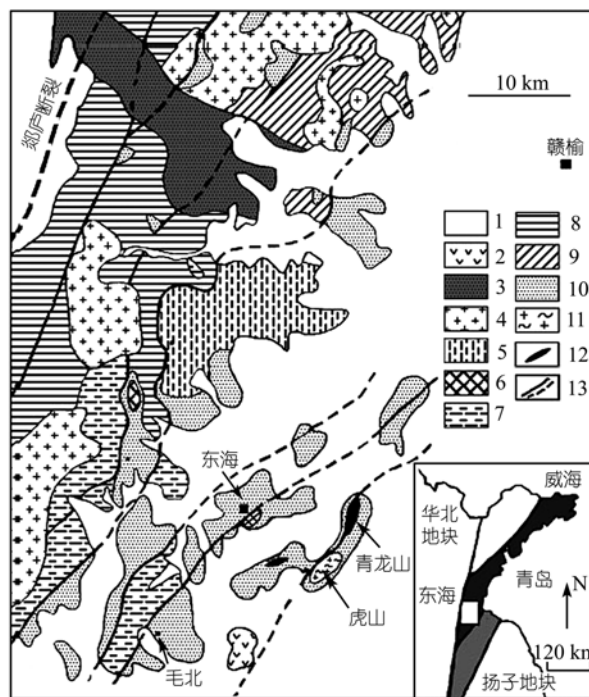 郯庐断裂
10 km
赣榆
1
2
3
4
5
6
7
8
9
10
11
12
13
东海
青龙山
虎山
毛北
威海
华北
地块
青岛
东海
N
120 km
扬子地块